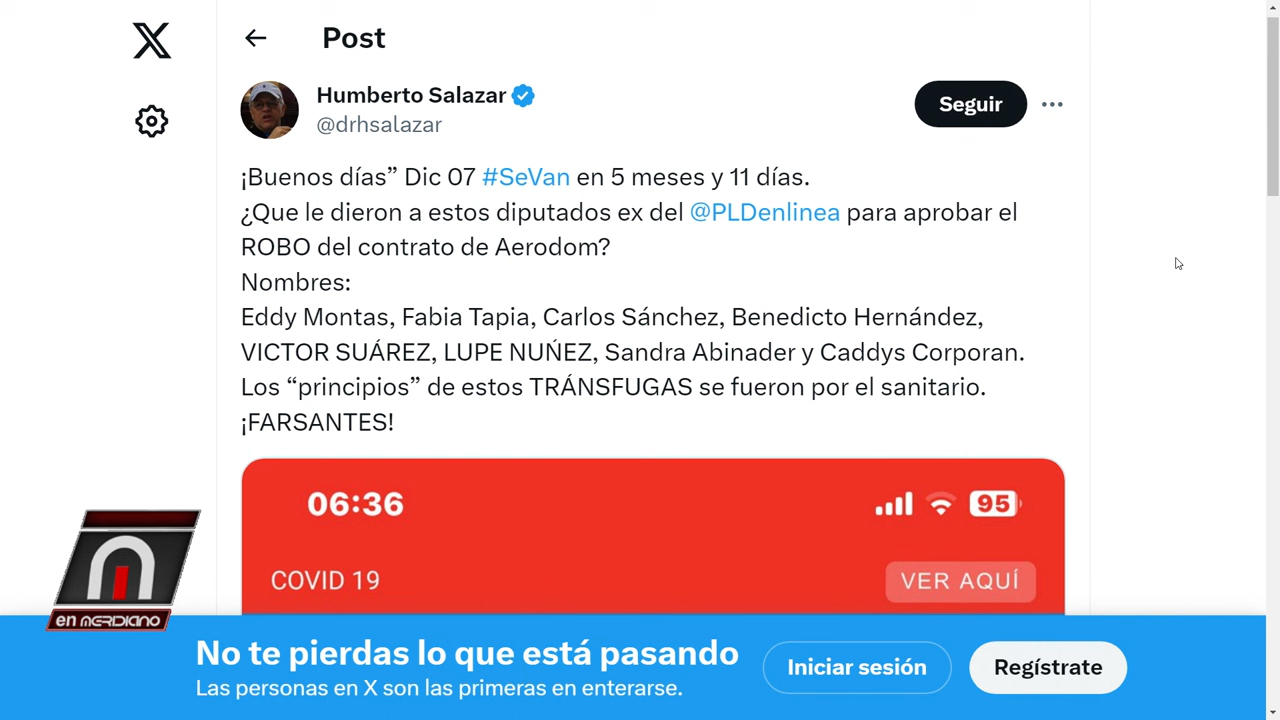 Post
Humberto Salazar
@drhsalazar
Seguir
¡Buenos días” Dic 07 #SeVan en 5 meses y 11 días.
¿Que le dieron a estos diputados ex del @PLDenlinea para aprobar el
ROBO del contrato de Aerodom?
Nombres:
Eddy Montas, Fabia Tapia, Carlos Sánchez, Benedicto Hernández,
VICTOR SUÁREZ, LUPE NUŃEZ, Sandra Abinader y Caddys Corporan.
Los “principios” de estos TRÁNSFUGAS se fueron por el sanitario.
¡FARSANTES!
06:36
95
COVID 19
VER AQUÍ
en MERIDIANO
No te pierdas lo que está pasando
Las personas en X son las primeras en enterarse.
Iniciar sesión
Regístrate